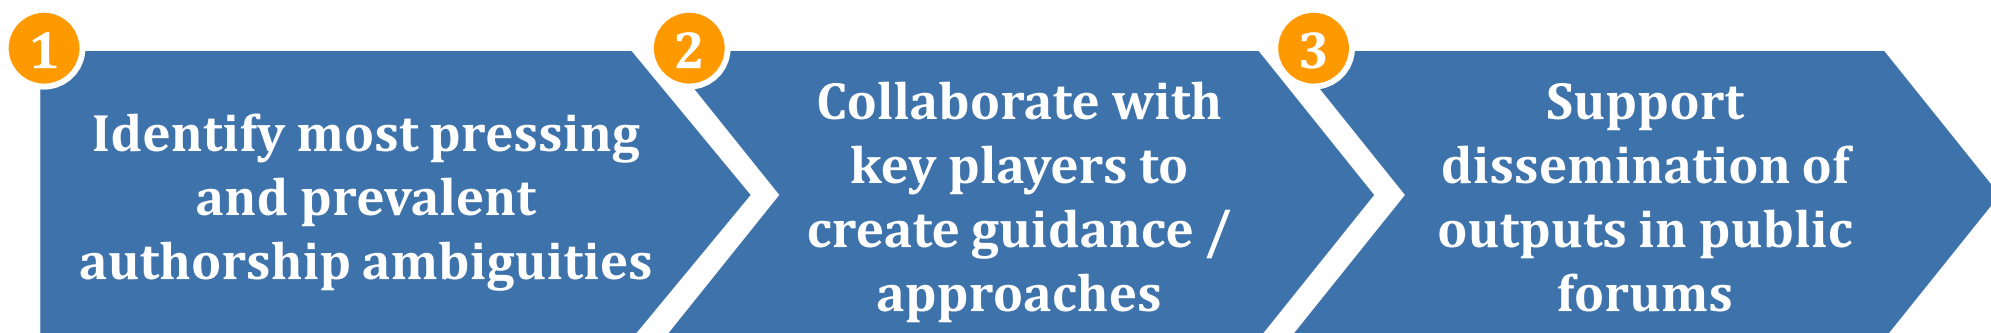 1
Identify most pressing
and prevalent
authorship ambiguities
2
Collaborate with
key players to
create guidance /
approaches
3
Support
dissemination of
outputs in public
forums